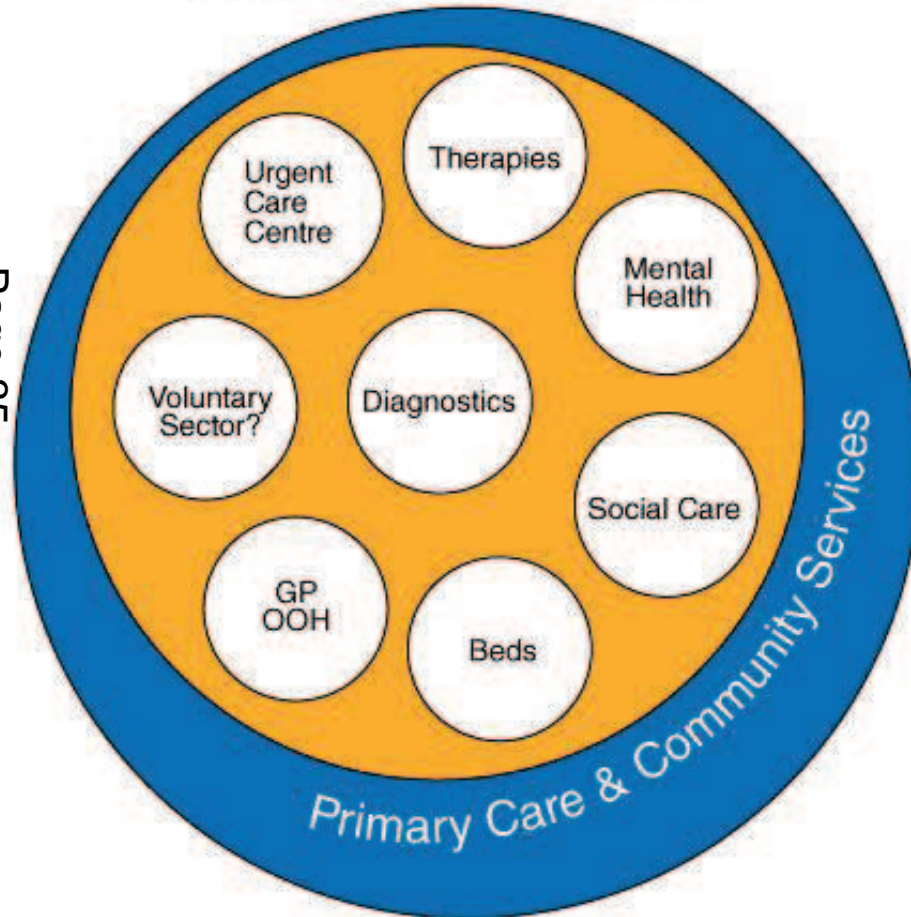 Therapies
Urgent
Care
Centre
Mental
Health
Voluntary
Sector?
Diagnostics
Social Care
GP
OOH
Beds
Primary Care & Community Services